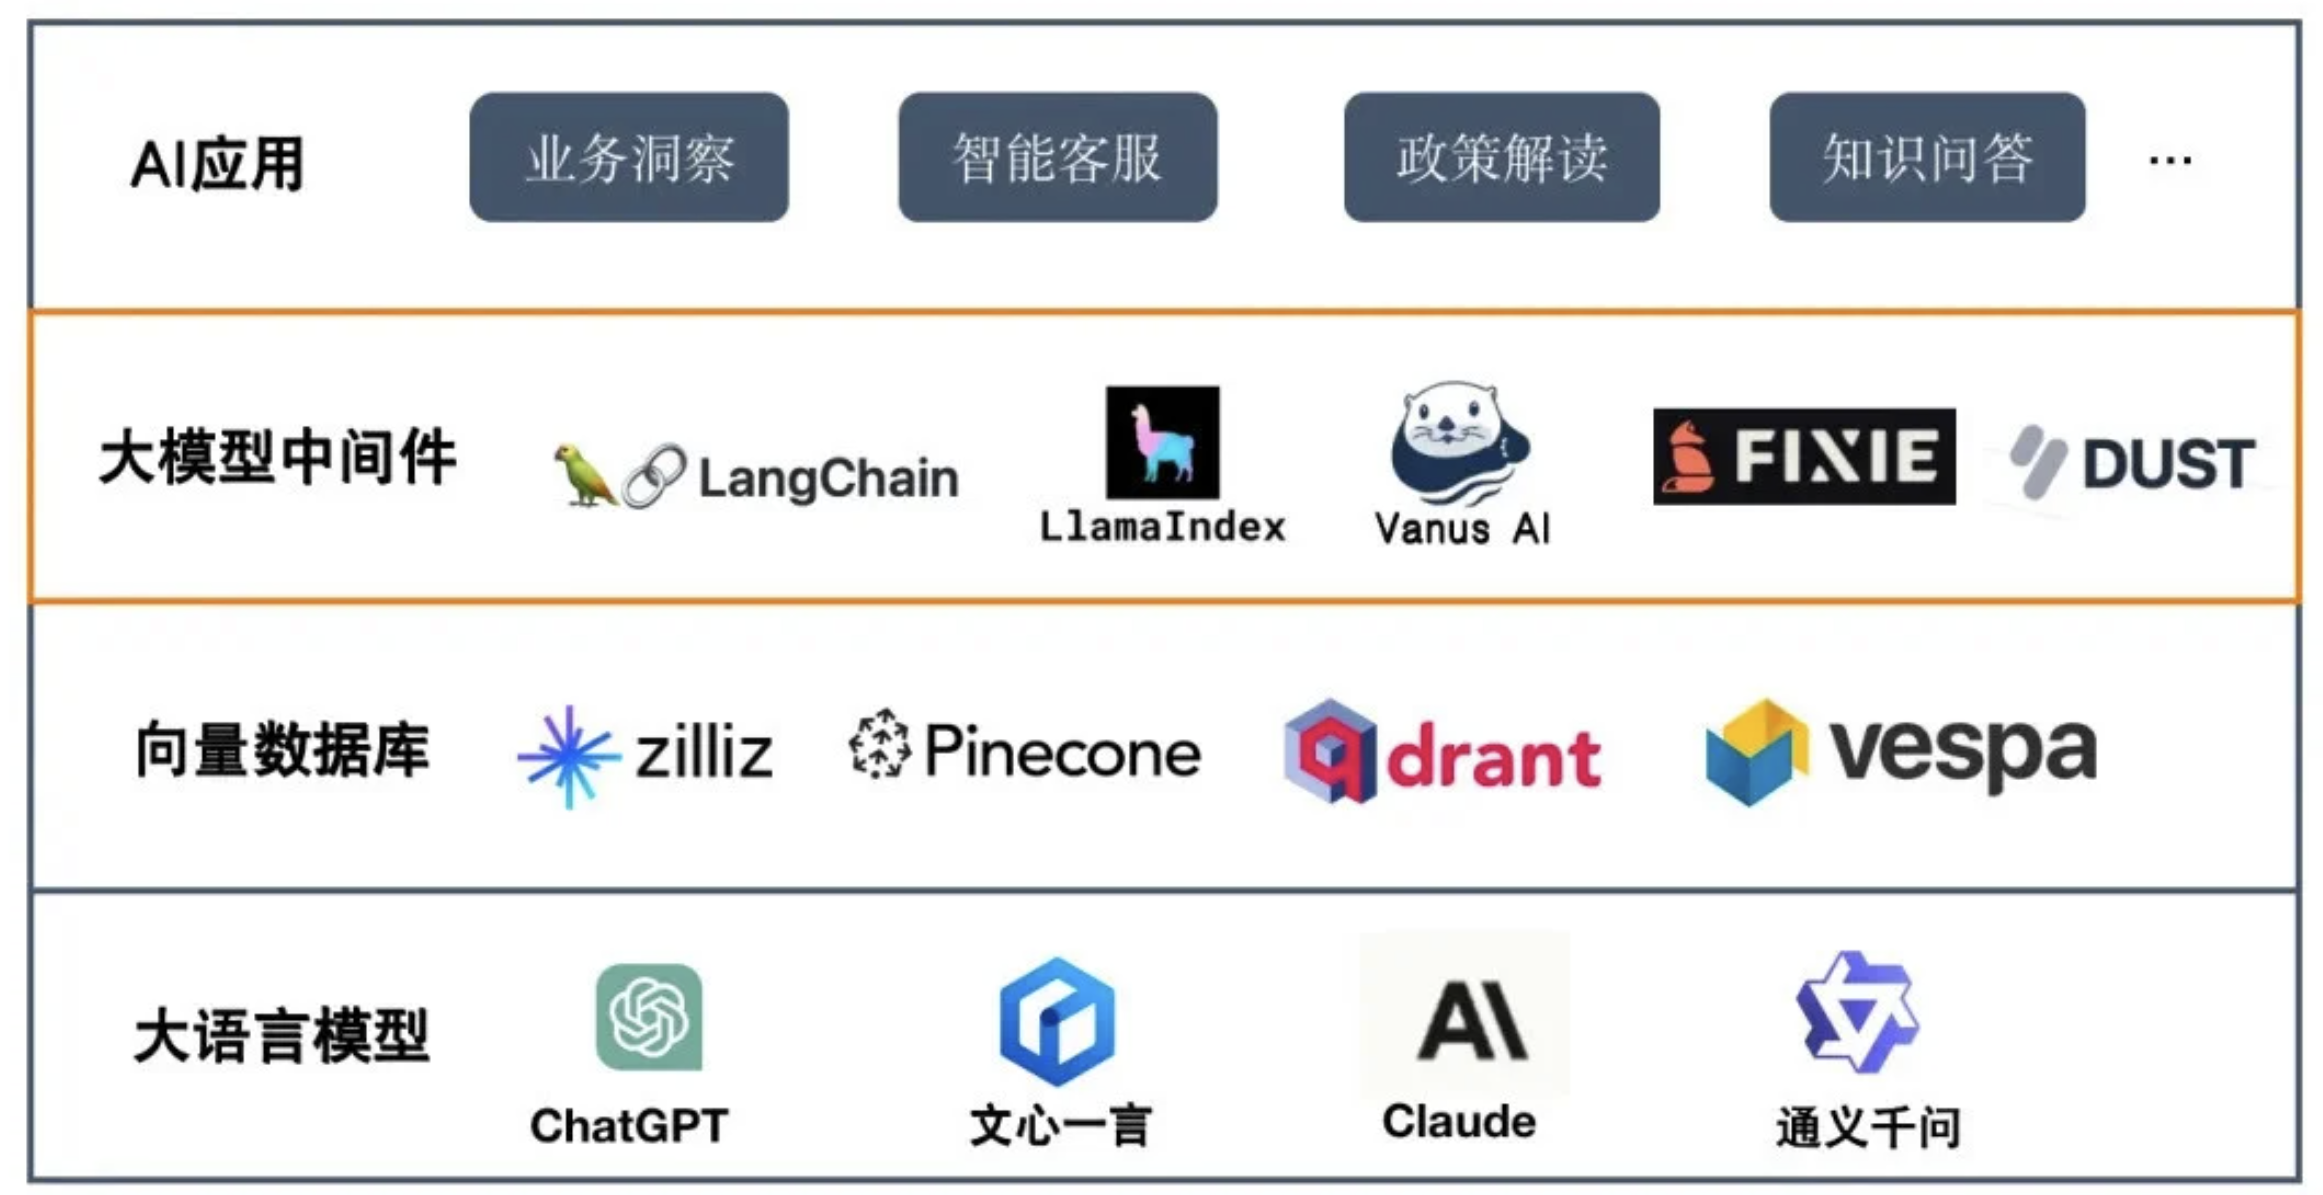 AI应用
业务洞察
智能客服
政策解读
知识问答
...
大模型中间件
LangChain
LlamaIndex
Vanus AI
FIXIE
DUST
向量数据库
zilliz
Pinecone
qdrant
vespa
大语言模型
AI
ChatGPT
文心一言
Claude
通义千问